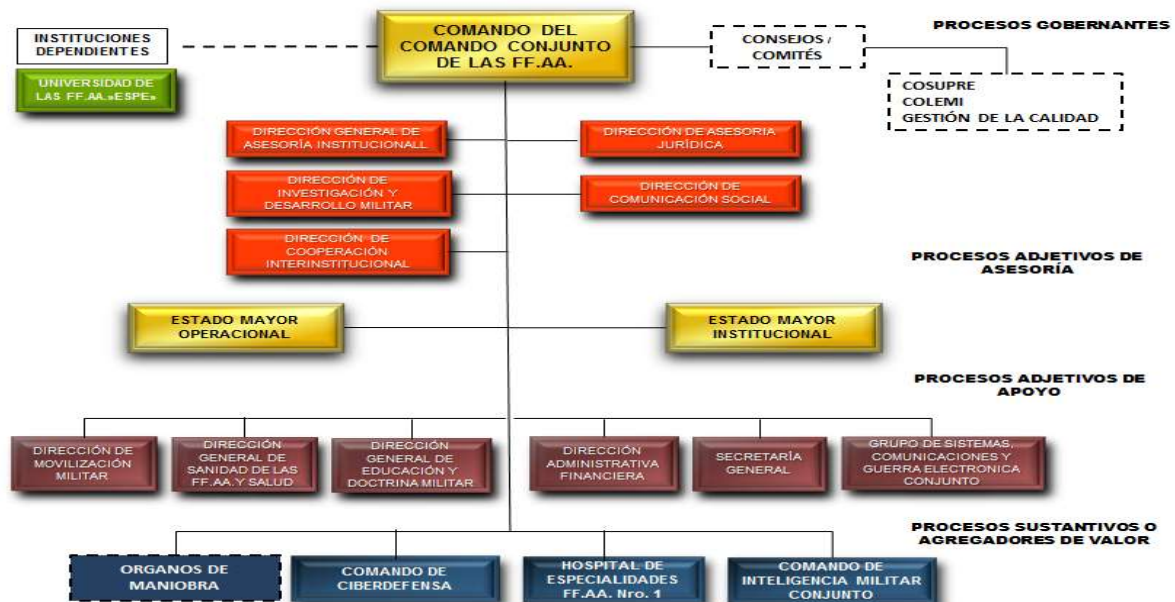 INSTITUCIONES
DEPENDIENTES
UNIVERSIDAD DE
LAS FF.AA.»ESPE»
COMANDO DEL
COMANDO CONJUNTO
DE LAS FF.AA.
CONSEJOS /
COMITÉS
PROCESOS GOBERNANTES
COSUPRE
COLEMI
GESTIÓN DE LA CALIDAD
DIRECCIÓN GENERAL DE
ASESORÍA INSTITUCIONALL
DIRECCIÓN DE ASESORIA
JURÍDICA
DIRECCIÓN DE
INVESTIGACIÓN Y
DESARROLLO MILITAR
DIRECCIÓN DE
COMUNICACIÓN SOCIAL
DIRECCIÓN DE
COOPERACIÓN
INTERINSTITUCIONAL
PROCESOS ADJETIVOS DE
ASESORÍA
ESTADO MAYOR
OPERACIONAL
ESTADO MAYOR
INSTITUCIONAL
PROCESOS ADJETIVOS DE
APOYO
DIRECCIÓN DE
MOVILIZACIÓN
MILITAR
DIRECCIÓN
GENERAL DE
SANIDAD DE LAS
FF.AA.Y SALUD
DIRECCIÓN
GENERAL DE
EDUCACIÓN Y
DOCTRINA MILITAR
DIRECCIÓN
ADMINISTRATIVA
FINANCIERA
SECRETARÍA
GENERAL
GRUPO DE SISTEMAS,
COMUNICACIONES Y
GUERRA ELECTRONICA
CONJUNTO
PROCESOS SUSTANTIVOS O
AGREGADORES DE VALOR
ORGANOS DE
MANIOBRA
COMANDO DE
CIBERDEFENSA
HOSPITAL DE
ESPECIALIDADES
FF.AA. Nro. 1
COMANDO DE
INTELIGENCIA MILITAR
CONJUNTO